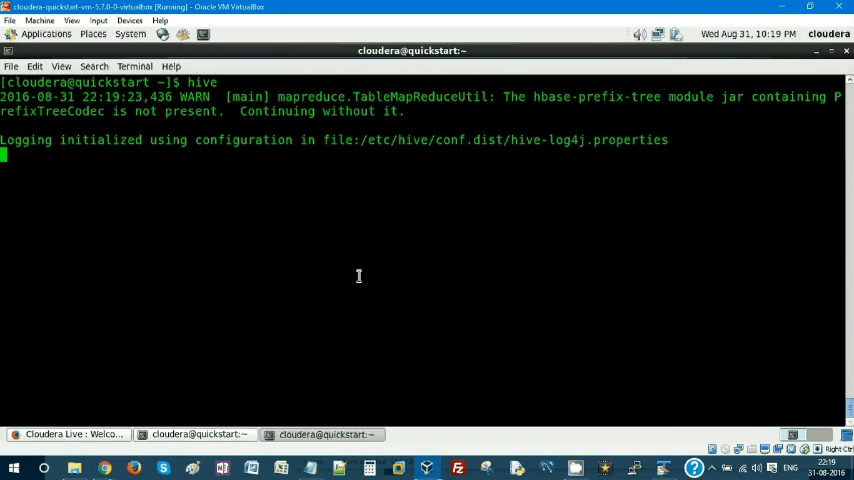 cloudera-quickstart-vm-5.7.0-0-virtualbox [Running] - Oracle VM VirtualBox
File Machine View Input Devices Help
Applications Places System Wed Aug 31, 10:19 PM cloudera
cloudera@quickstart:~
File Edit View Search Terminal Help
[cloudera@quickstart ~]$ hive
2016-08-31 22:19:23,436 WARN [main] mapreduce.TableMapReduceUtil: The hbase-prefix-tree module jar containing P
refixTreeCodec is not present. Continuing without it.
Logging initialized using configuration in file:/etc/hive/conf.dist/hive-log4j.properties
Cloudera Live : Welco... cloudera@quickstart:~ cloudera@quickstart:~
Right Ctrl
ENG 22:19
31-08-2016